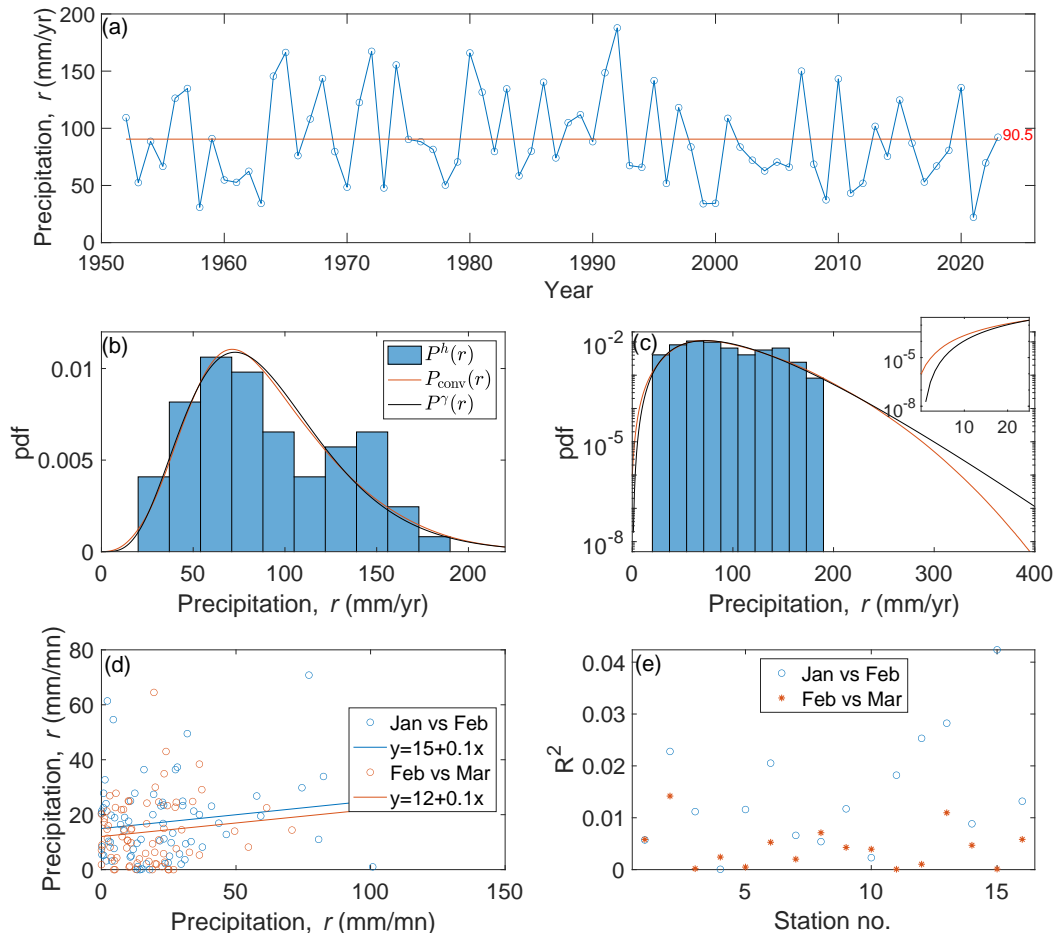 (a)
200
150
100
50
0
Precipitation, r (mm/yr)
90.5
1950 1960 1970 1980 1990 2000 2010 2020
Year
(b)
0.01
0.005
0
pdf
P^h(r)
P_conv(r)
P^γ(r)
0 50 100 150 200
Precipitation, r (mm/yr)
(c)
10^-2
10^-5
10^-8
pdf
10^-5
10^-8
10 20
0 100 200 300 400
Precipitation, r (mm/yr)
(d)
80
60
40
20
0
Precipitation, r (mm/mn)
Jan vs Feb
y=15+0.1x
Feb vs Mar
y=12+0.1x
0 50 100 150
Precipitation, r (mm/mn)
(e)
0.04
0.03
0.02
0.01
0
R^2
Jan vs Feb
Feb vs Mar
5 10 15
Station no.